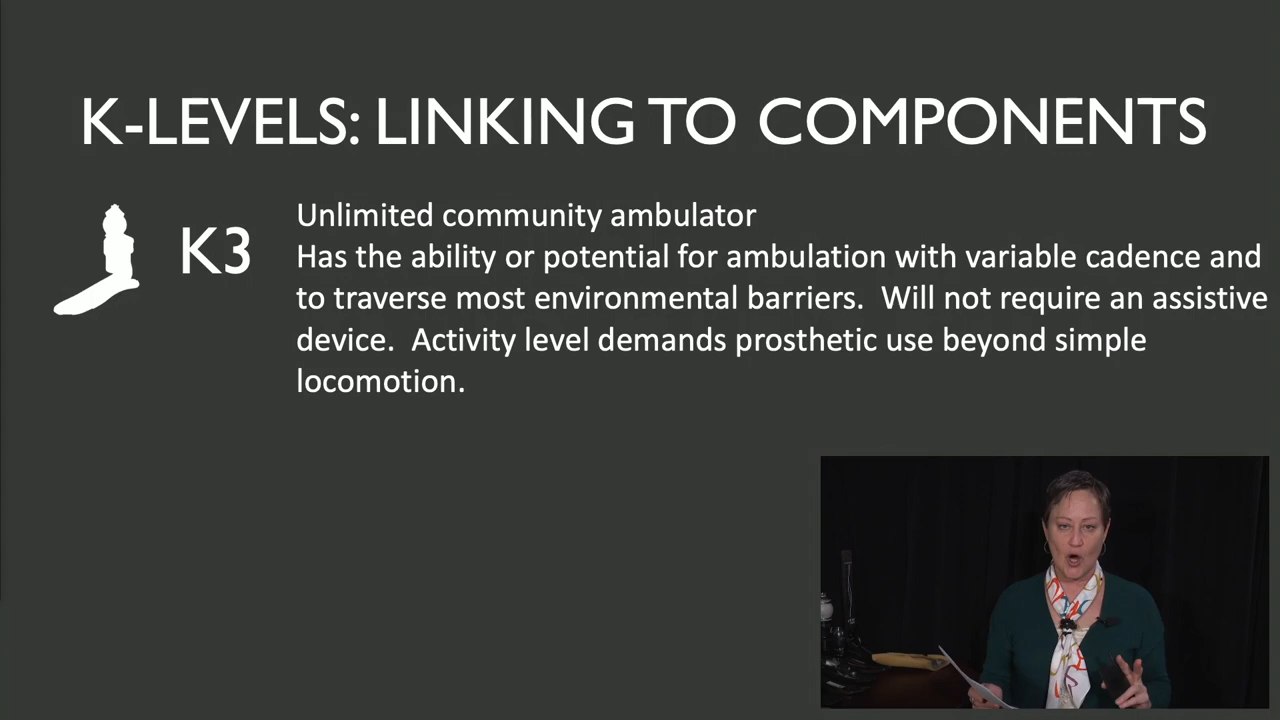 K-LEVELS: LINKING TO COMPONENTS
K3
Unlimited community ambulator
Has the ability or potential for ambulation with variable cadence and
to traverse most environmental barriers.  Will not require an assistive
device.  Activity level demands prosthetic use beyond simple
locomotion.